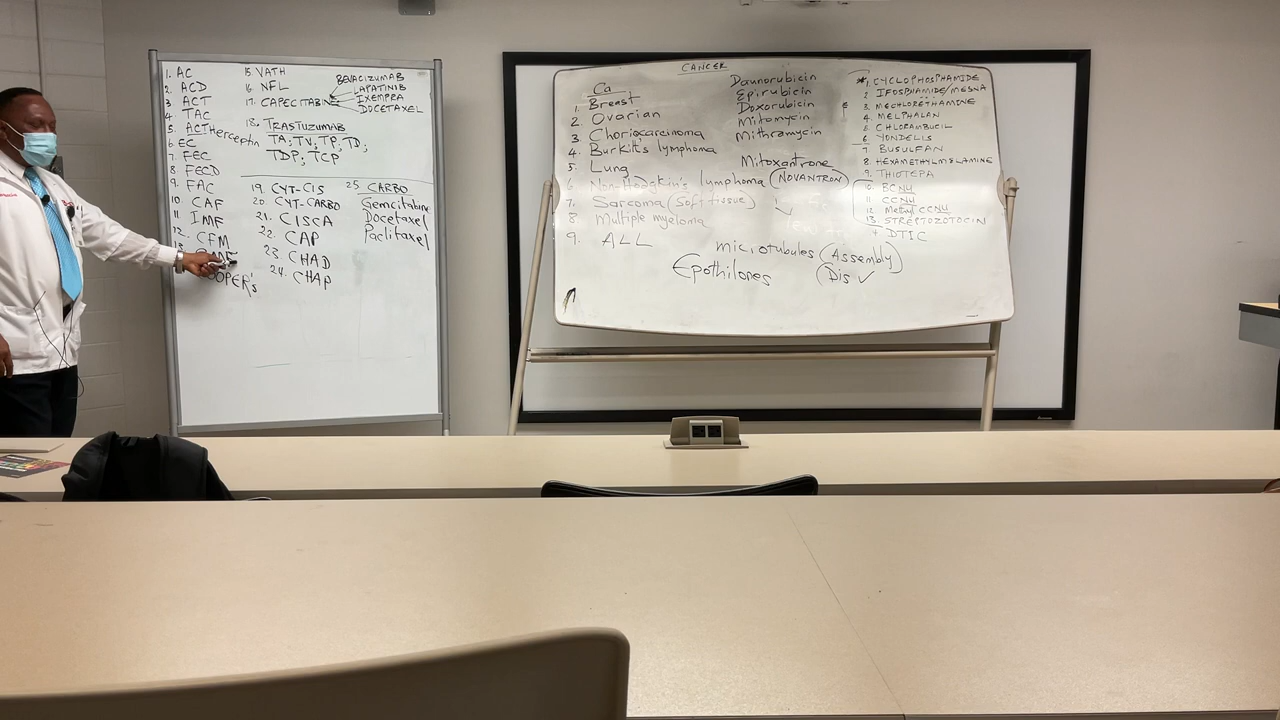 1. AC
2. ACD
3 ACT
4 TAC
5. ACTHerceptin
6 EC
7. FEC
8. FECD
9. FAC
10 CAF
11 IMF
12. CFM
13
OOPER's
15. VATH
16 NFL
17. CAPECITABINE
BEVACIZUMAB
LAPATINIB
IXEMPRA
DOCETAXEL
18. TRASTUZUMAB
TA, TV, TP, TD,
TDP, TCP
19. CYT-CIS
20. CYT-CARBO
21. CISCA
22. CAP
23. CHAD
24. CHAP
25 CARBO
Gemcitabine
Docetaxel
Paclitaxel
CANCER
Ca
1. Breast
2 Ovarian
3 Choriocarcinoma
4. Burkitt's lymphoma
5. Lung
6 Non-Hodgkin's lymphoma
7. Sarcoma (Soft tissue)
8 Multiple myeloma
9. ALL
Daunorubicin
Epirubicin
Doxorubicin
Mitomycin
Mithramycin
Mitoxantrone
(NOVANTRON)
microtubules (Assembly)
(Dis ✓
Epothilones
1. CYCLOPHOSPHAMIDE
2. IFOSPHAMIDE/MESNA
3. MECHLORETHAMINE
4. MELPHALAN
5. CHLORAMBUCIL
6. YONDELIS
7 BUSULFAN
8. HEXAMETHYLMELAMINE
9. THIOTEPA
BCNU
11 CCNU
12 Methyl CCNU
13. STREPTOZOTOCIN
DTIC